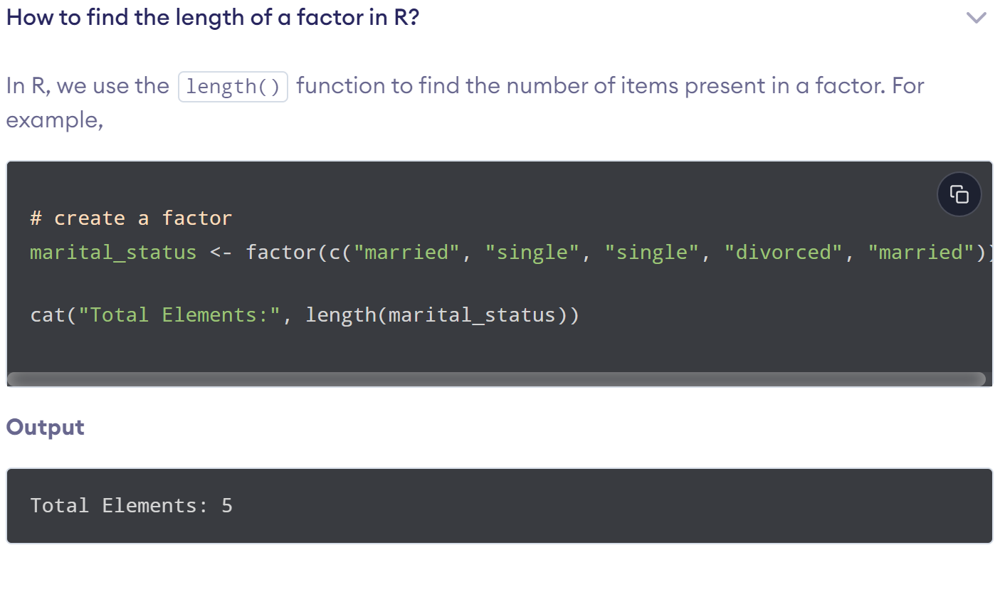 How to find the length of a factor in R?
In R, we use the length() function to find the number of items present in a factor. For
example,
# create a factor
marital_status <- factor(c("married", "single", "single", "divorced", "married"))
cat("Total Elements:", length(marital_status))
Output
Total Elements: 5